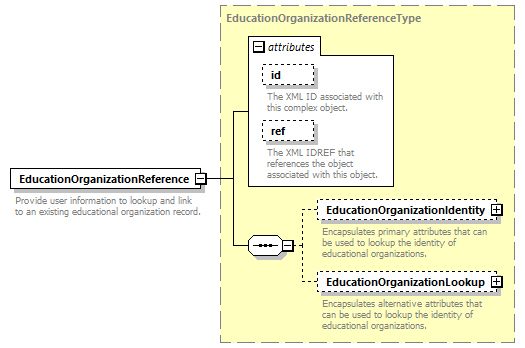 EducationOrganizationReferenceType
attributes
id
The XML ID associated with
this complex object.
ref
The XML IDREF that
references the object
associated with this object.
EducationOrganizationReference
Provide user information to lookup and link
to an existing educational organization record.
EducationOrganizationIdentity
Encapsulates primary attributes that can
be used to lookup the identity of
educational organizations.
EducationOrganizationLookup
Encapsulates alternative attributes that
can be used to lookup the identity of
educational organizations.